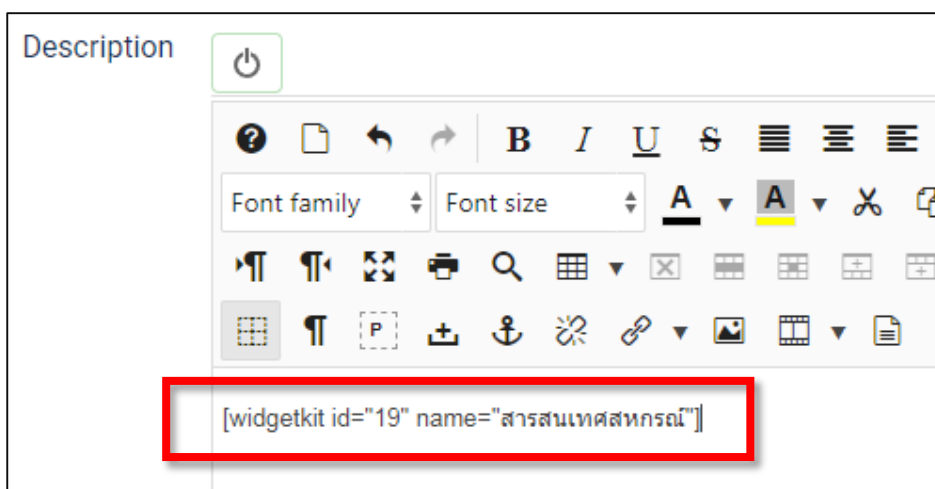 Description
B I U S
Font family Font size A A
P
[widgetkit id="19" name="สารสนเทศสหกรณ์"]